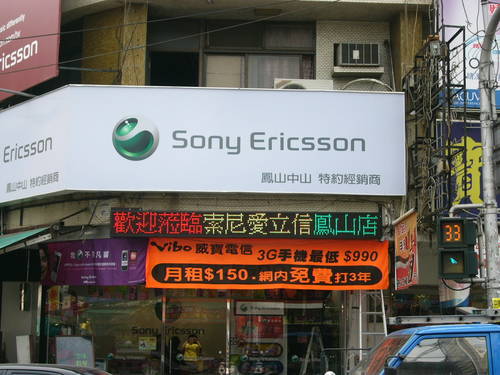 Ericsson
Sony Ericsson
鳳山中山 特約經銷商
Ericsson
鳳山中山 特約經銷商
歡迎蒞臨索尼愛立信鳳山店
Vibo 威寶電信 3G手機最低 $990
月租$150.網內免費打3年
33
Sony Ericsson